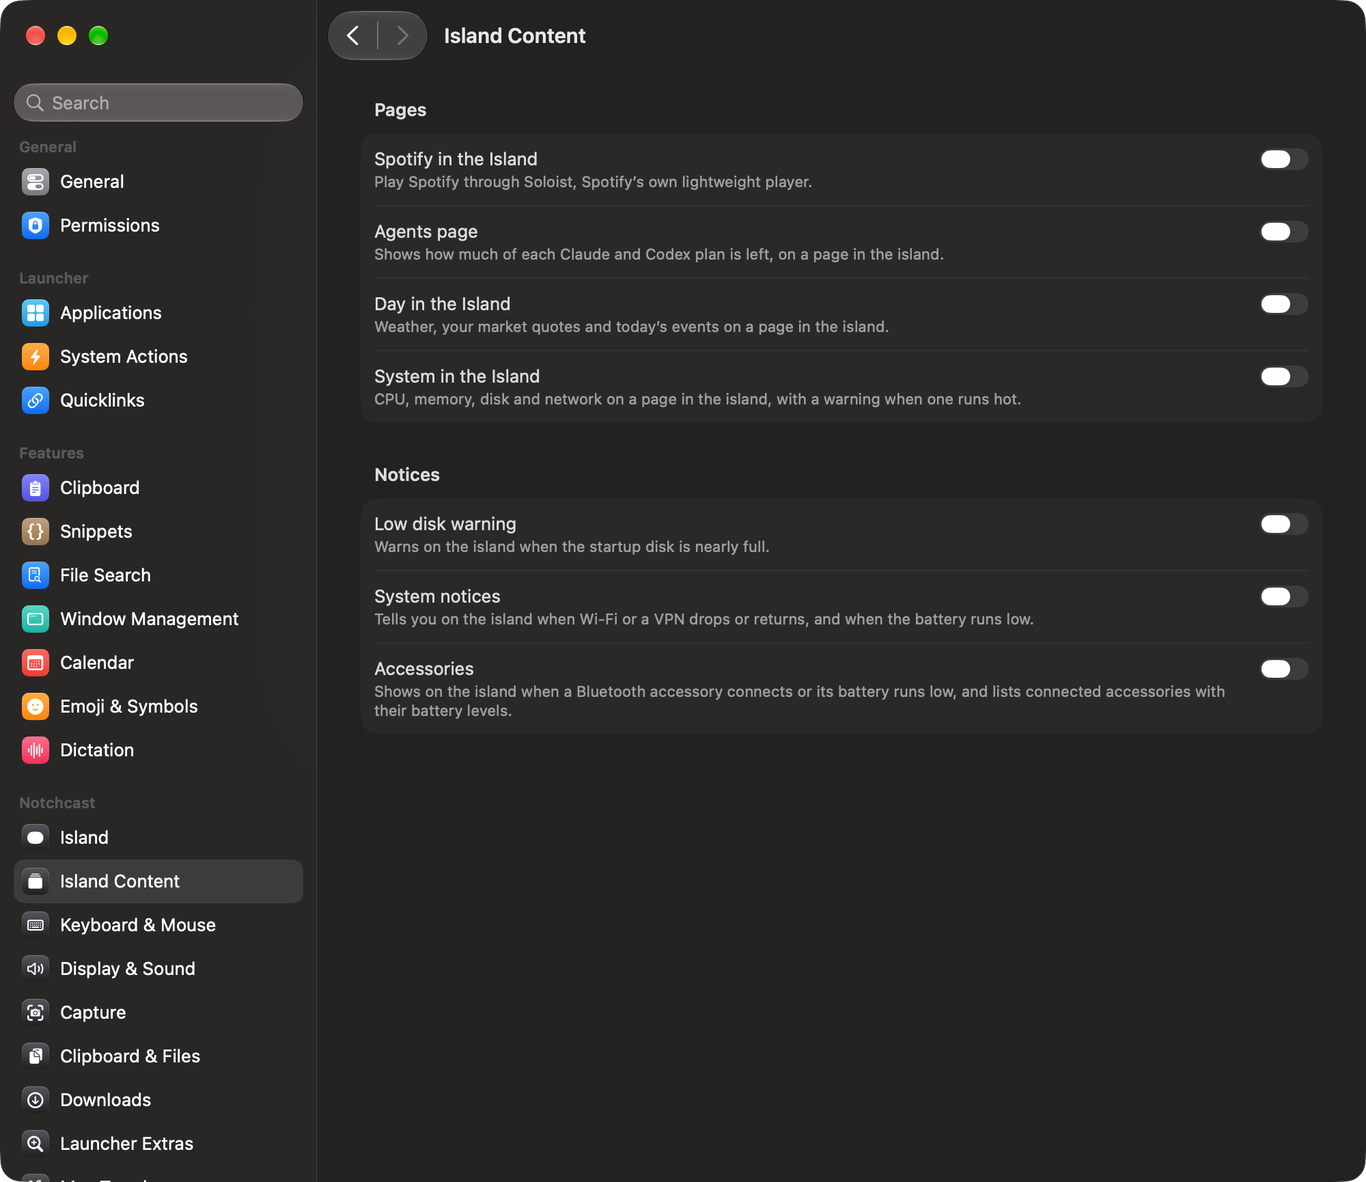 Island Content
Search
General
General
Permissions
Launcher
Applications
System Actions
Quicklinks
Features
Clipboard
Snippets
File Search
Window Management
Calendar
Emoji & Symbols
Dictation
Notchcast
Island
Island Content
Keyboard & Mouse
Display & Sound
Capture
Clipboard & Files
Downloads
Launcher Extras
Pages
Spotify in the Island
Play Spotify through Soloist, Spotify’s own lightweight player.
Agents page
Shows how much of each Claude and Codex plan is left, on a page in the island.
Day in the Island
Weather, your market quotes and today’s events on a page in the island.
System in the Island
CPU, memory, disk and network on a page in the island, with a warning when one runs hot.
Notices
Low disk warning
Warns on the island when the startup disk is nearly full.
System notices
Tells you on the island when Wi-Fi or a VPN drops or returns, and when the battery runs low.
Accessories
Shows on the island when a Bluetooth accessory connects or its battery runs low, and lists connected accessories with
their battery levels.